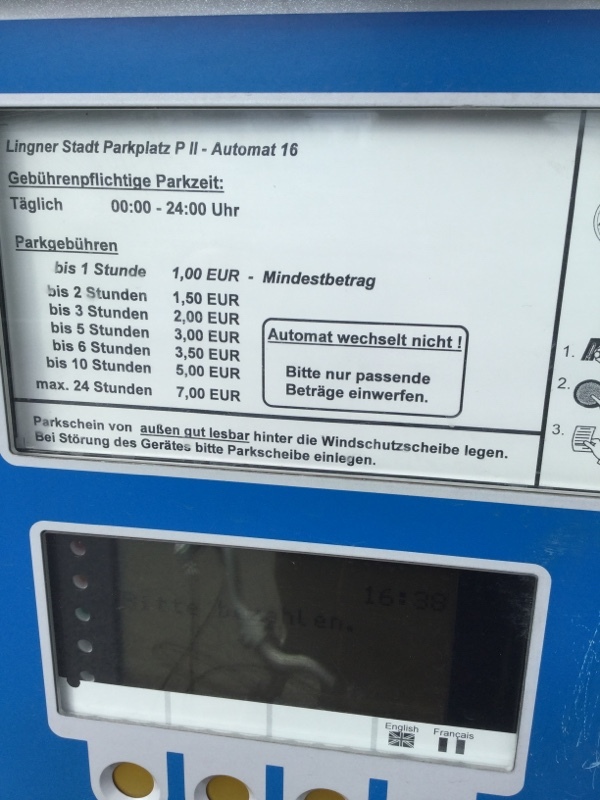 Lingner Stadt Parkplatz P II - Automat 16
Gebührenpflichtige Parkzeit:
Täglich 00:00 - 24:00 Uhr
Parkgebühren
bis 1 Stunde 1,00 EUR - Mindestbetrag
bis 2 Stunden 1,50 EUR
bis 3 Stunden 2,00 EUR
bis 5 Stunden 3,00 EUR
bis 6 Stunden 3,50 EUR
bis 10 Stunden 5,00 EUR
max. 24 Stunden 7,00 EUR
Automat wechselt nicht !
Bitte nur passende
Beträge einwerfen.
Parkschein von außen gut lesbar hinter die Windschutzscheibe legen.
Bei Störung des Gerätes bitte Parkscheibe einlegen.
1.
2.
3.
16:38
Bitte bezahlen.
English Français